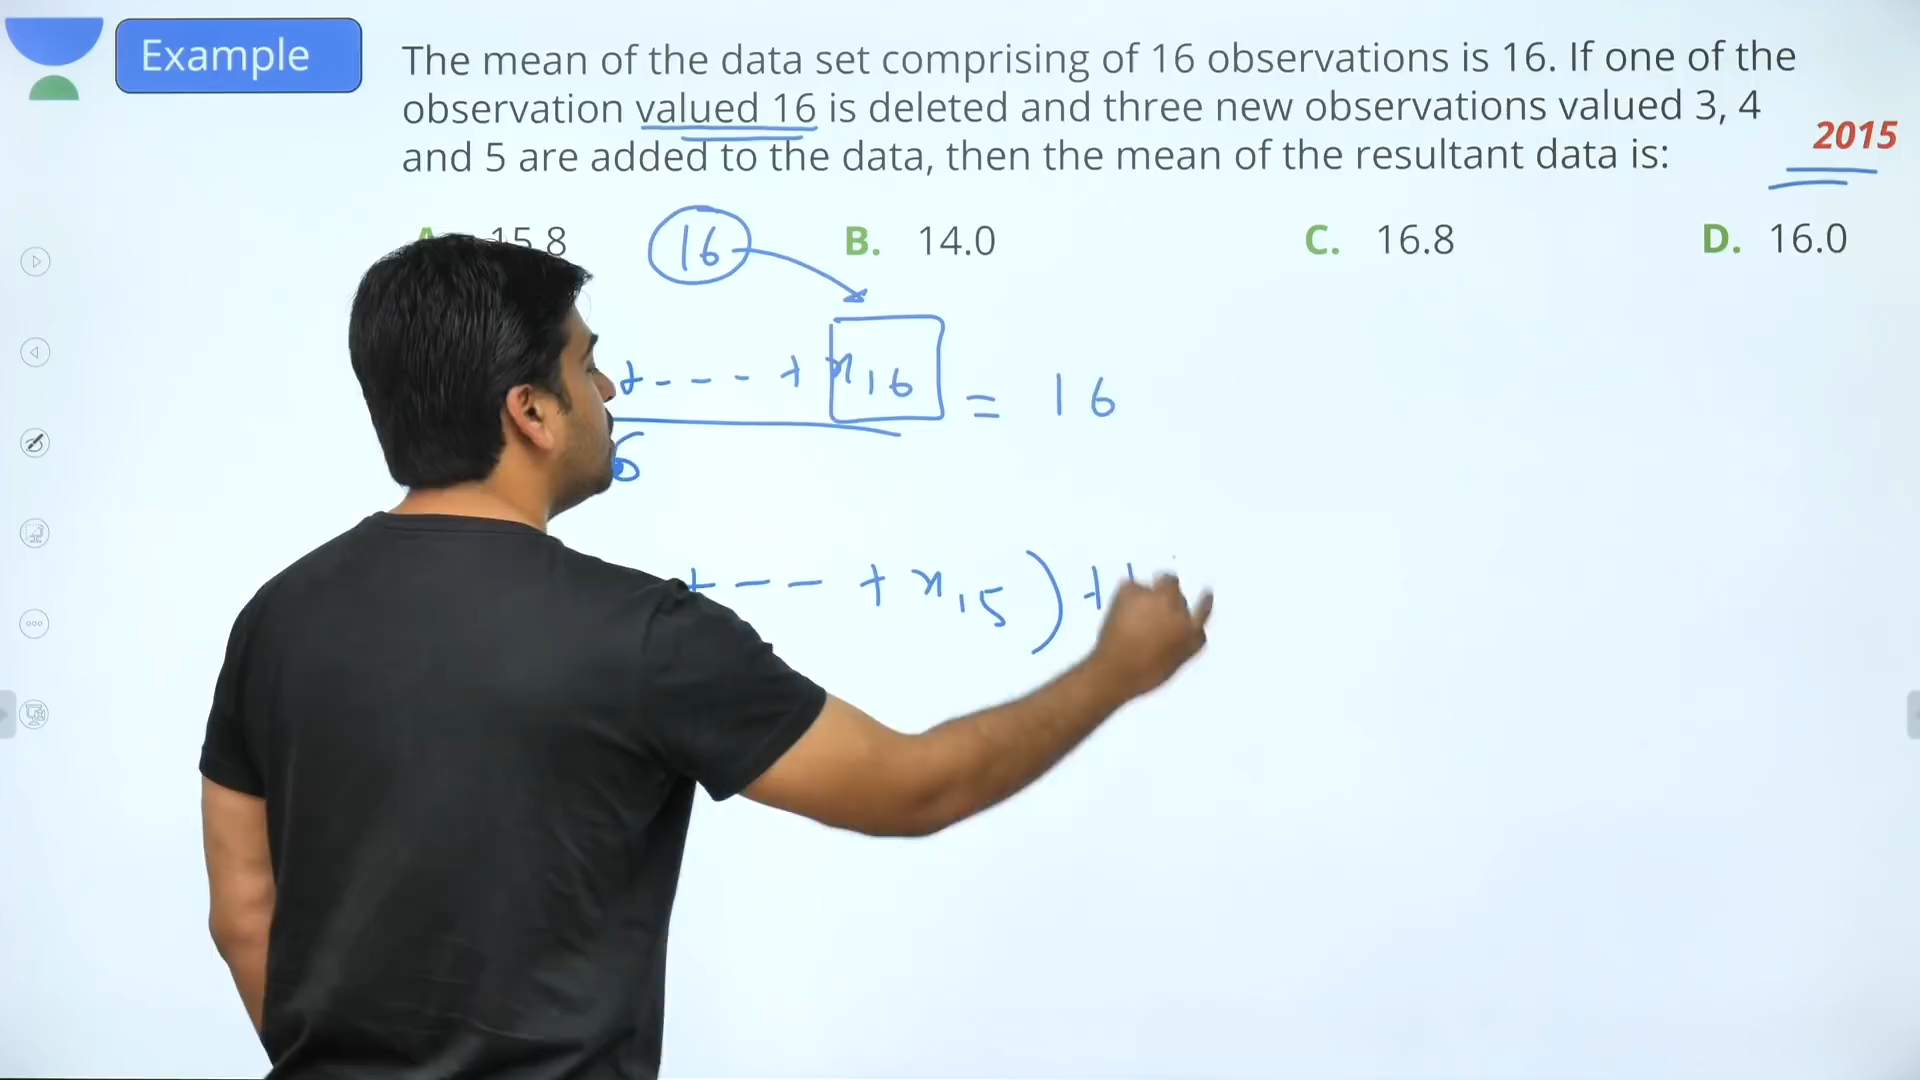 Example
The mean of the data set comprising of 16 observations is 16. If one of the
observation valued 16 is deleted and three new observations valued 3, 4
and 5 are added to the data, then the mean of the resultant data is:
2015
15.8 B. 14.0 C. 16.8 D. 16.0
16
+ - - - + x16 = 16
6
+ - - + x15) +